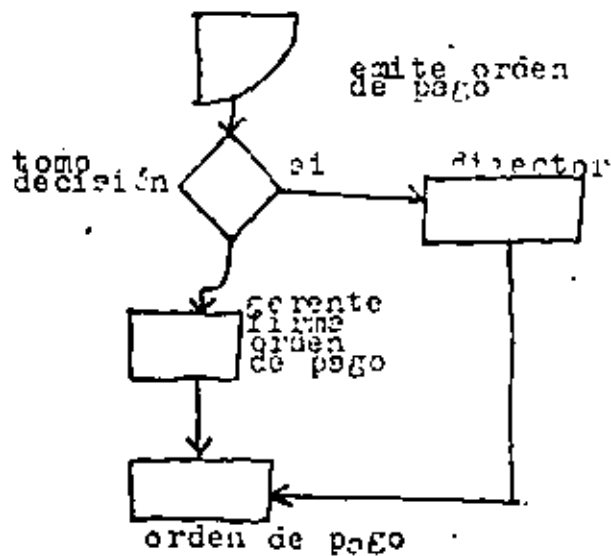 emite orden
de pago
tomo
decisión
si
director
gerente
firma
orden
de pago
orden de pago